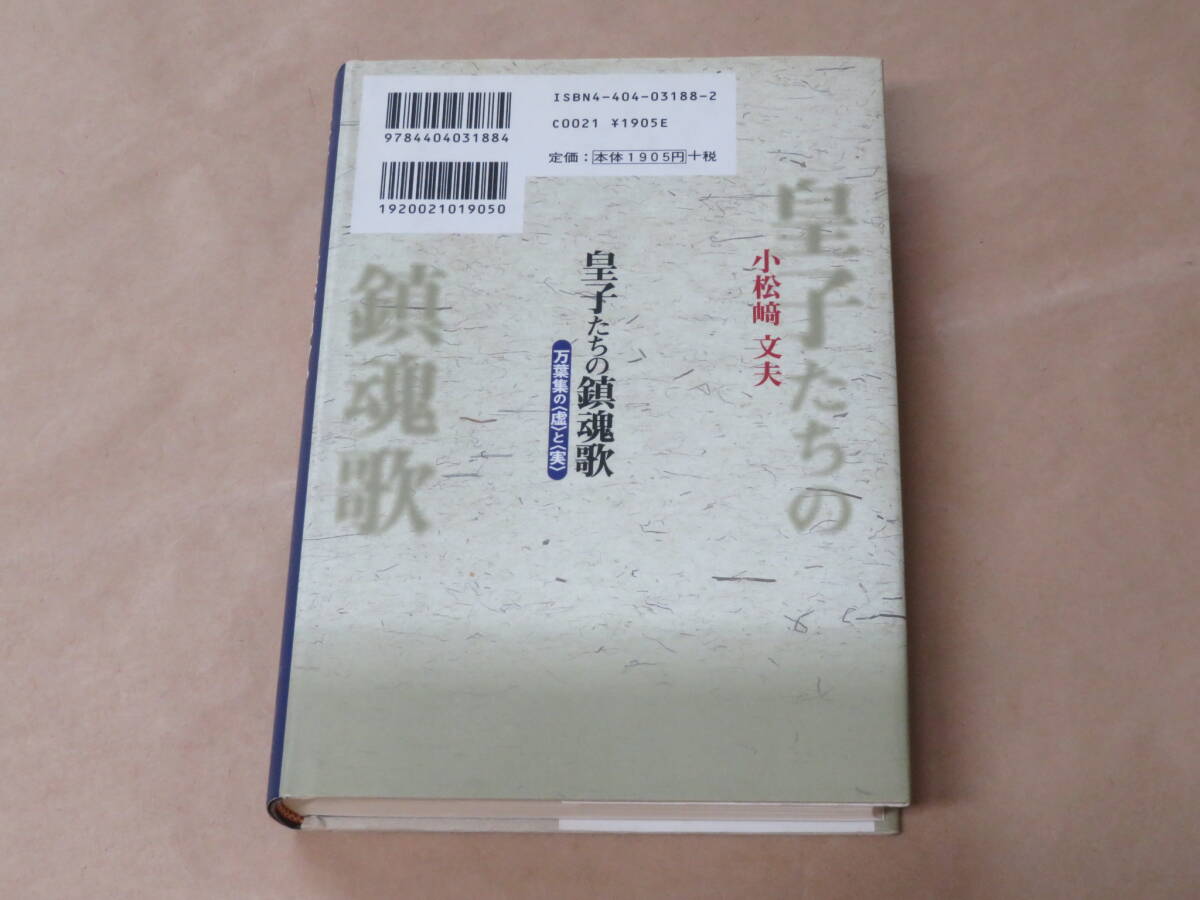 ISBN4-404-03188-2
C0021 ¥1905E
定価:本体1905円+税
9784404031884
1920021019050
皇子たちの
鎮魂歌
小松﨑 文夫
皇子たちの鎮魂歌
万葉集の〈虚〉と〈実〉